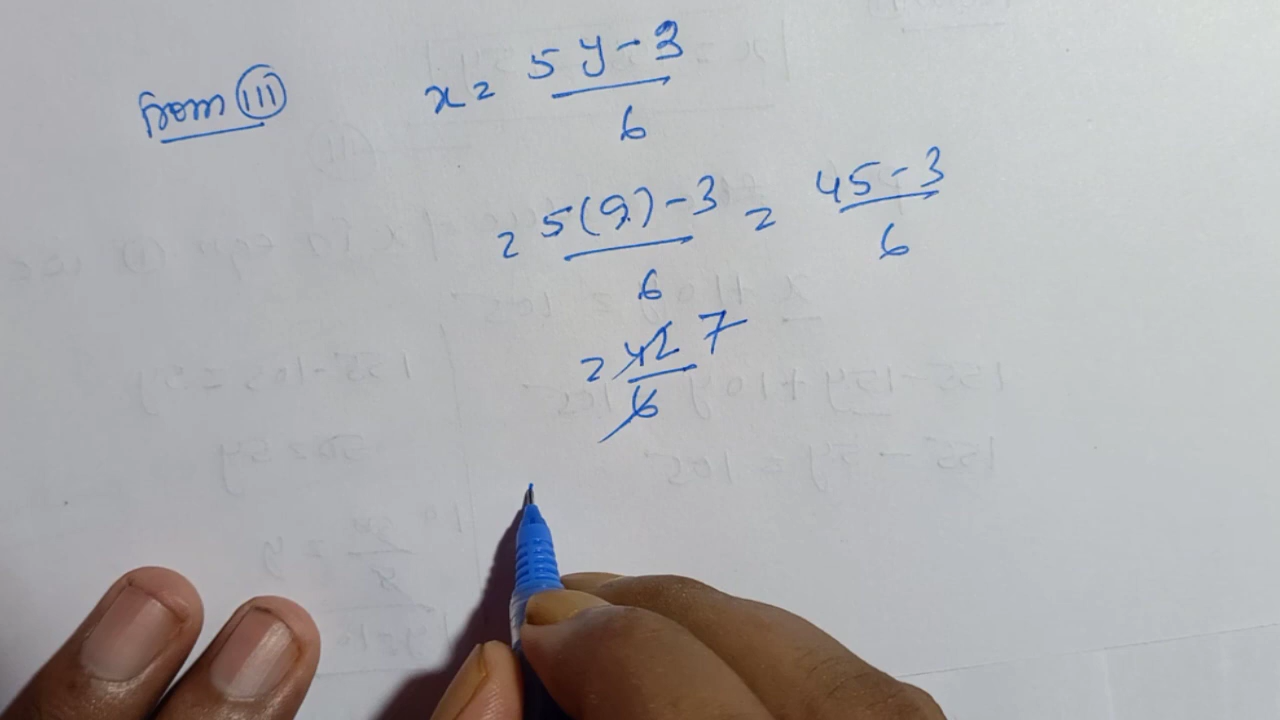 from (iii) x = 5y - 3 / 6
= 5(9) - 3 / 6 = 45 - 3 / 6
= 42 / 6 7